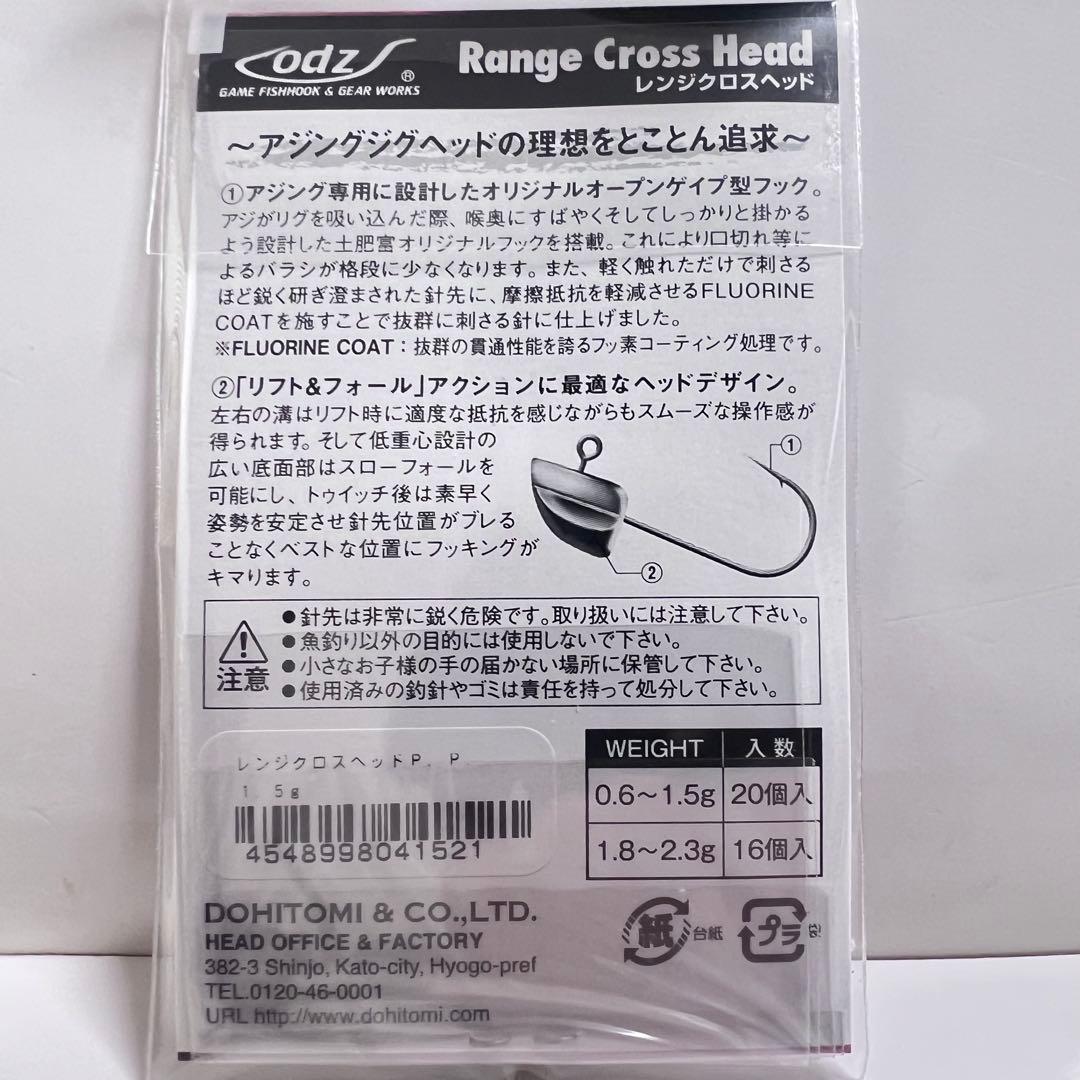 odz ®
GAME FISHHOOK & GEAR WORKS
Range Cross Head
レンジクロスヘッド
～アジングジグヘッドの理想をとことん追求～
①アジング専用に設計したオリジナルオープンゲイプ型フック。
アジがリグを吸い込んだ際、喉奥にすばやくそしてしっかりと掛かる
よう設計した土肥富オリジナルフックを搭載。これにより口切れ等に
よるバラシが格段に少なくなります。また、軽く触れただけで刺さる
ほど鋭く研ぎ澄まされた針先に、摩擦抵抗を軽減させるFLUORINE
COATを施すことで抜群に刺さる針に仕上げました。
※FLUORINE COAT：抜群の貫通性能を誇るフッ素コーティング処理です。
②「リフト&フォール」アクションに最適なヘッドデザイン。
左右の溝はリフト時に適度な抵抗を感じながらもスムーズな操作感が
得られます。そして低重心設計の
広い底面部はスローフォールを
可能にし、トゥイッチ後は素早く
姿勢を安定させ針先位置がブレる
ことなくベストな位置にフッキングが
キマります。
①
②
注意
●針先は非常に鋭く危険です。取り扱いには注意して下さい。
●魚釣り以外の目的には使用しないで下さい。
●小さなお子様の手の届かない場所に保管して下さい。
●使用済みの釣針やゴミは責任を持って処分して下さい。
レンジクロスヘッドP．P
1．5g
4548998041521
WEIGHT 入数
0.6～1.5g 20個入
1.8～2.3g 16個入
DOHITOMI & CO.,LTD.
HEAD OFFICE & FACTORY
382-3 Shinjo, Kato-city, Hyogo-pref
TEL.0120-46-0001
URL http://www.dohitomi.com
紙 台紙
プラ